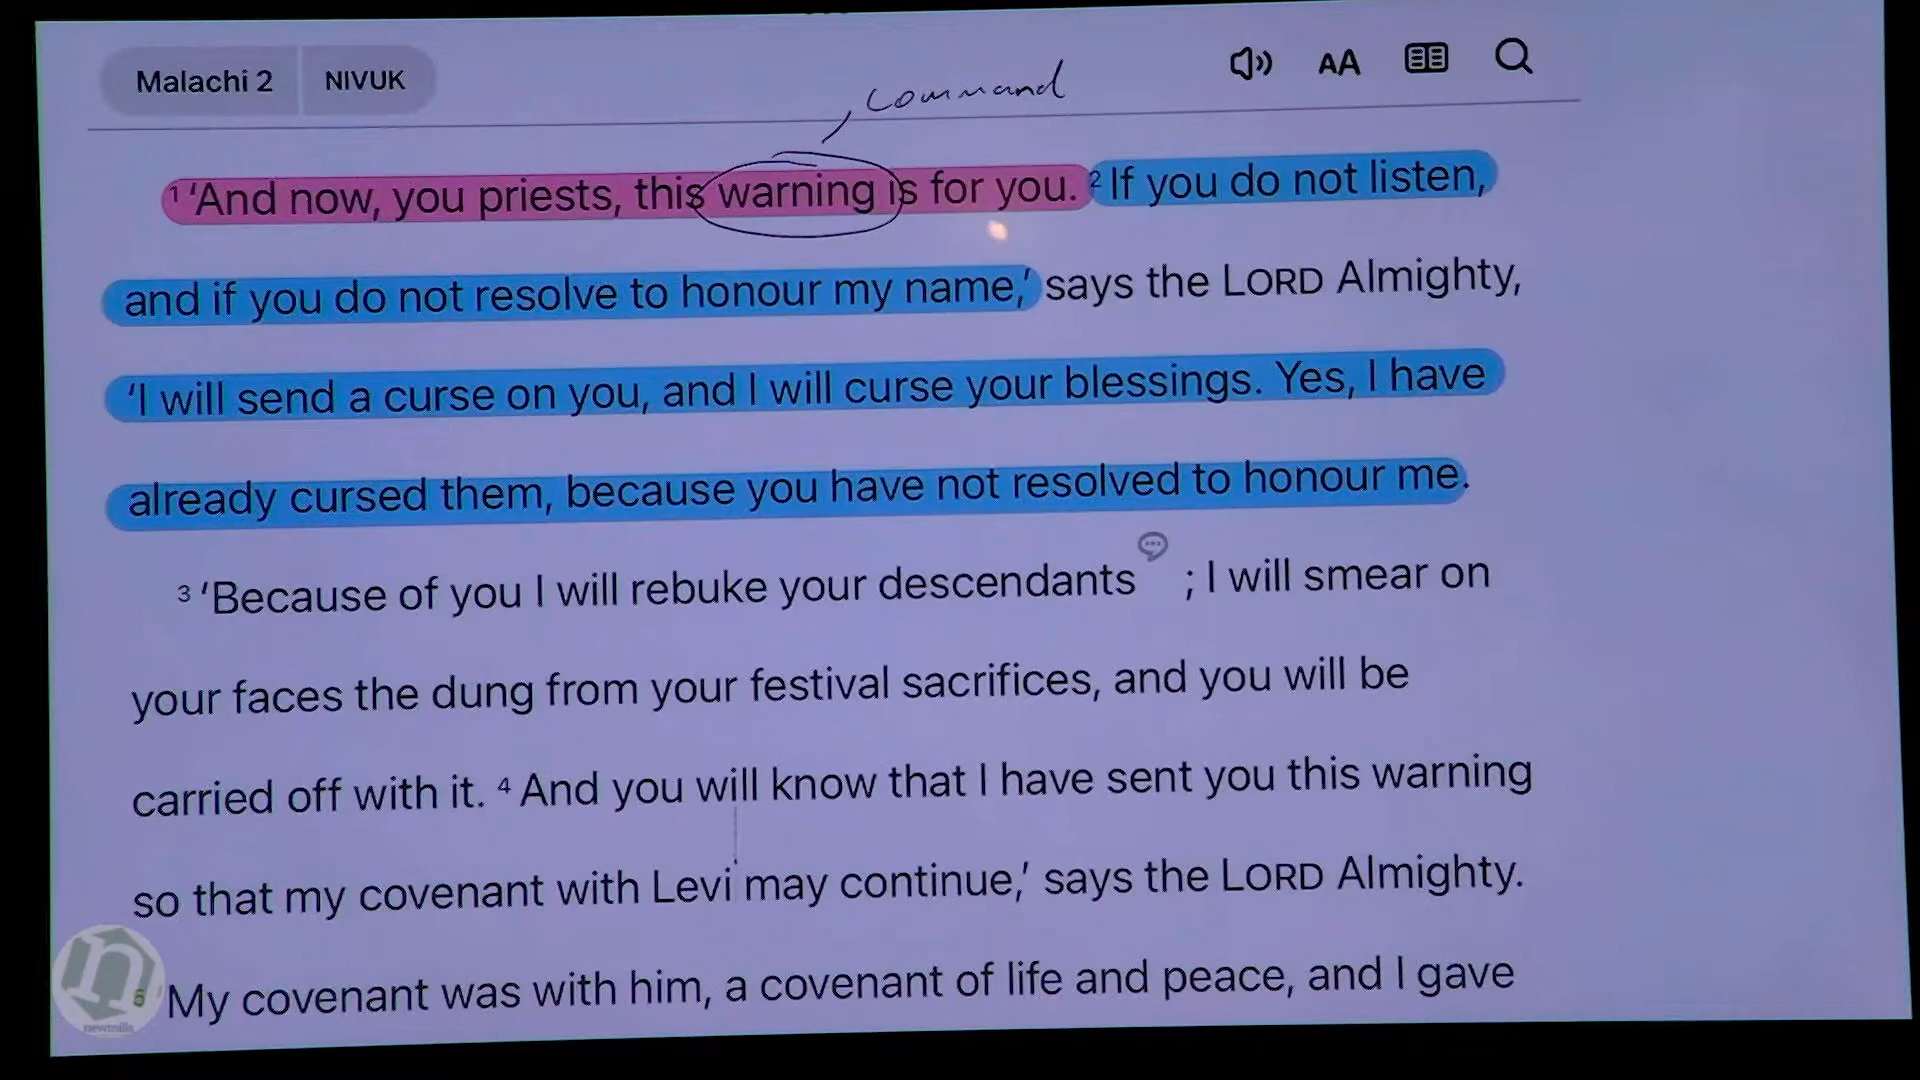 Malachi 2 NIVUK AA
command
1 ‘And now, you priests, this warning is for you. 2 If you do not listen,
and if you do not resolve to honour my name,’ says the LORD Almighty,
‘I will send a curse on you, and I will curse your blessings. Yes, I have
already cursed them, because you have not resolved to honour me.
3 ‘Because of you I will rebuke your descendants ; I will smear on
your faces the dung from your festival sacrifices, and you will be
carried off with it. 4 And you will know that I have sent you this warning
so that my covenant with Levi may continue,’ says the LORD Almighty.
My covenant was with him, a covenant of life and peace, and I gave
n
newmills